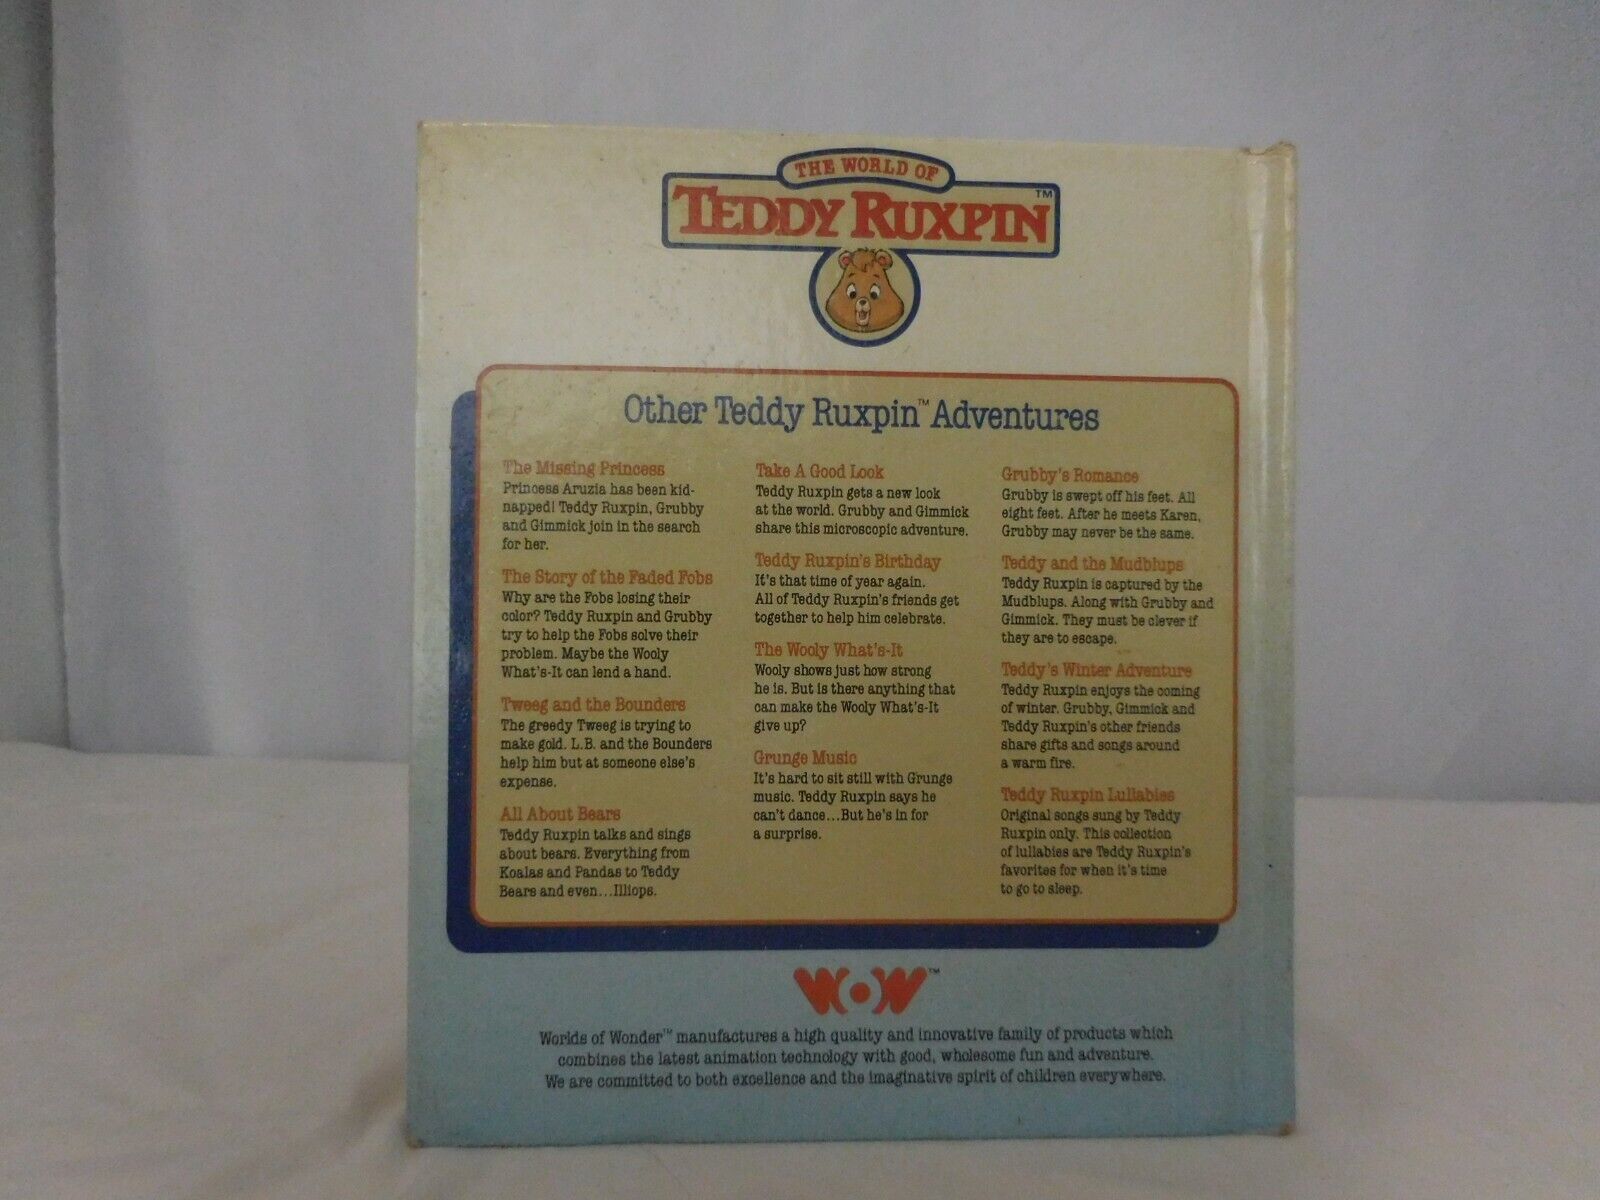 THE WORLD OF
TEDDY RUXPIN™
Other Teddy Ruxpin™ Adventures
The Missing Princess
Princess Aruzia has been kid-
napped! Teddy Ruxpin, Grubby
and Gimmick join in the search
for her.
The Story of the Faded Fobs
Why are the Fobs losing their
color? Teddy Ruxpin and Grubby
try to help the Fobs solve their
problem. Maybe the Wooly
What's-It can lend a hand.
Tweeg and the Bounders
The greedy Tweeg is trying to
make gold. L.B. and the Bounders
help him but at someone else's
expense.
All About Bears
Teddy Ruxpin talks and sings
about bears. Everything from
Koalas and Pandas to Teddy
Bears and even...Illiops.
Take A Good Look
Teddy Ruxpin gets a new look
at the world. Grubby and Gimmick
share this microscopic adventure.
Teddy Ruxpin's Birthday
It's that time of year again.
All of Teddy Ruxpin's friends get
together to help him celebrate.
The Wooly What's-It
Wooly shows just how strong
he is. But is there anything that
can make the Wooly What's-It
give up?
Grunge Music
It's hard to sit still with Grunge
music. Teddy Ruxpin says he
can't dance...But he's in for
a surprise.
Grubby's Romance
Grubby is swept off his feet. All
eight feet. After he meets Karen,
Grubby may never be the same.
Teddy and the Mudblups
Teddy Ruxpin is captured by the
Mudblups. Along with Grubby and
Gimmick. They must be clever if
they are to escape.
Teddy's Winter Adventure
Teddy Ruxpin enjoys the coming
of winter. Grubby, Gimmick and
Teddy Ruxpin's other friends
share gifts and songs around
a warm fire.
Teddy Ruxpin Lullabies
Original songs sung by Teddy
Ruxpin only. This collection
of lullabies are Teddy Ruxpin's
favorites for when it's time
to go to sleep.
WOW™
Worlds of Wonder™ manufactures a high quality and innovative family of products which
combines the latest animation technology with good, wholesome fun and adventure.
We are committed to both excellence and the imaginative spirit of children everywhere.